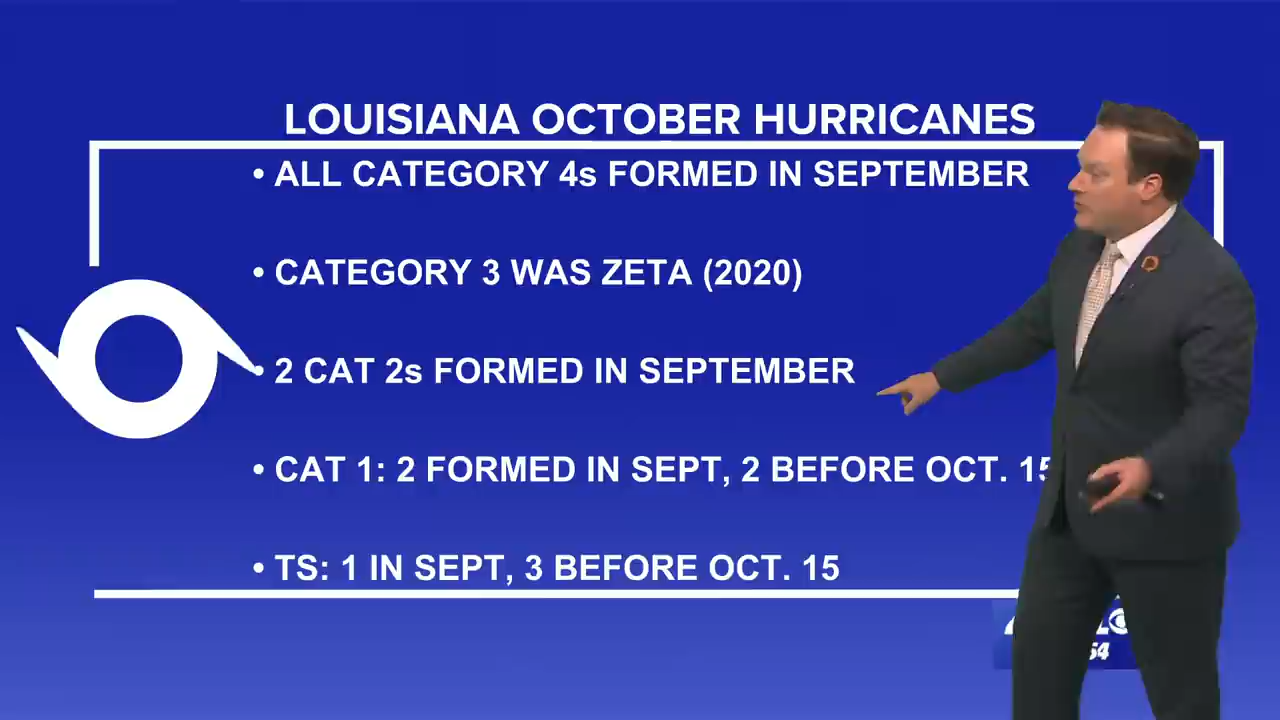 LOUISIANA OCTOBER HURRICANES
• ALL CATEGORY 4s FORMED IN SEPTEMBER
• CATEGORY 3 WAS ZETA (2020)
• 2 CAT 2s FORMED IN SEPTEMBER
• CAT 1: 2 FORMED IN SEPT, 2 BEFORE OCT. 15
• TS: 1 IN SEPT, 3 BEFORE OCT. 15